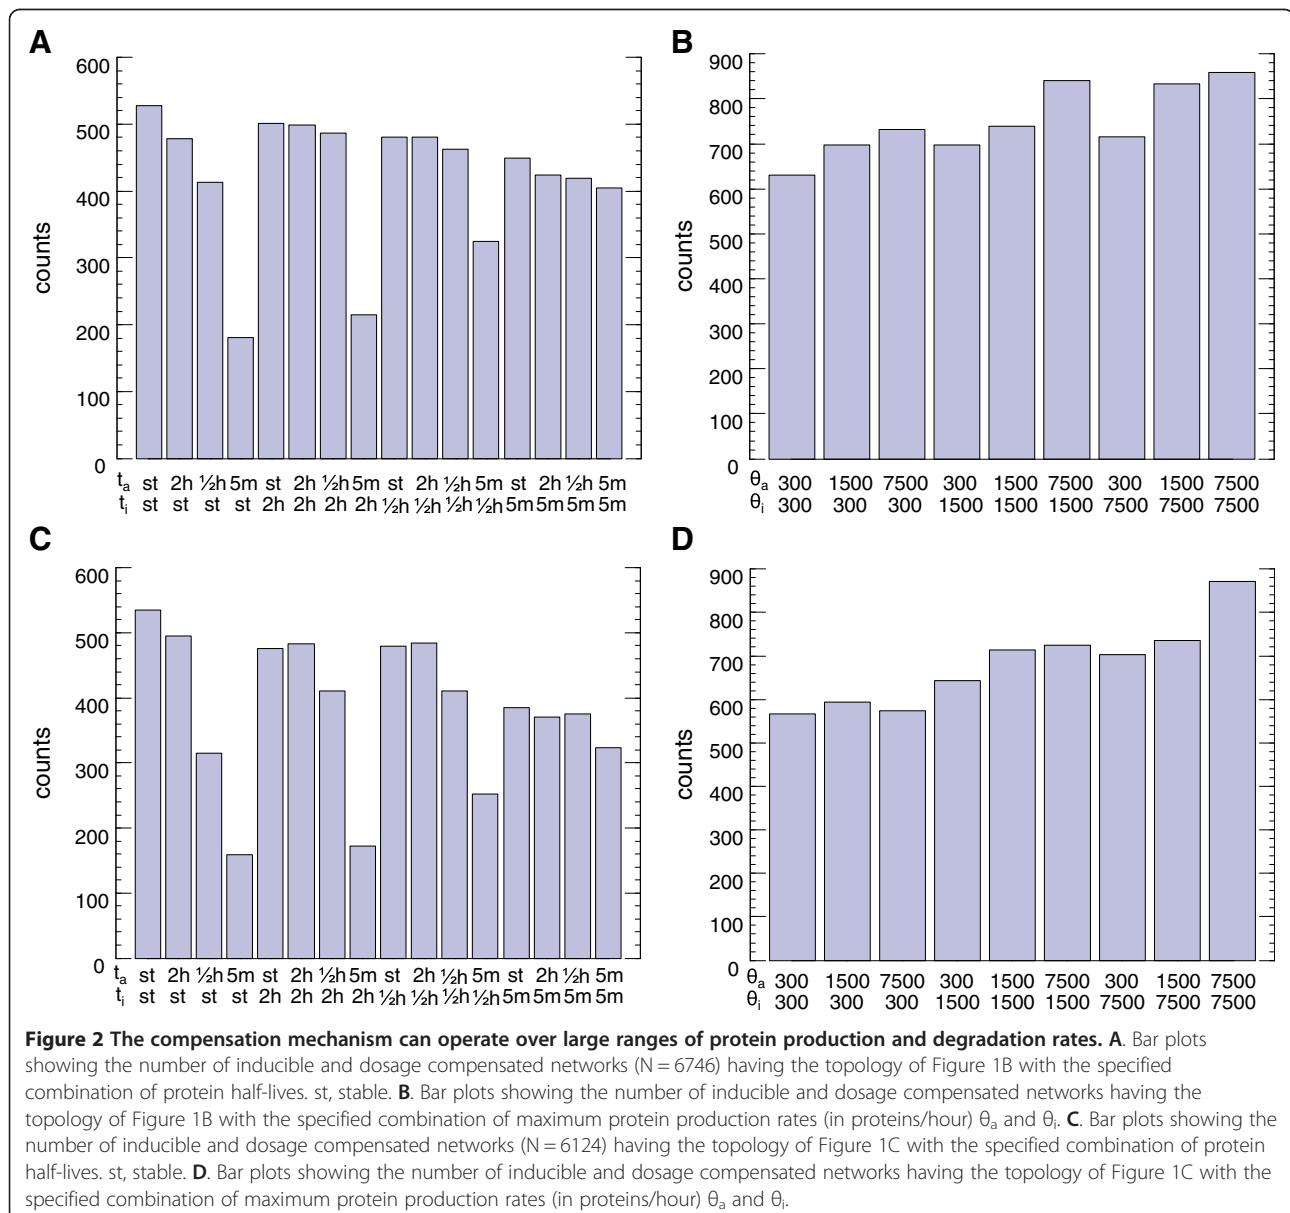 A
600
500
400
300
200
100
0
counts
tₐ st 2h ½h 5m st 2h ½h 5m st 2h ½h 5m st 2h ½h 5m
tᵢ st st st st 2h 2h 2h 2h ½h ½h ½h ½h 5m 5m 5m 5m
B
900
800
700
600
500
400
300
200
100
0
counts
θₐ 300 1500 7500 300 1500 7500 300 1500 7500
θᵢ 300 300 300 1500 1500 1500 7500 7500 7500
C
600
500
400
300
200
100
0
counts
tₐ st 2h ½h 5m st 2h ½h 5m st 2h ½h 5m st 2h ½h 5m
tᵢ st st st st 2h 2h 2h 2h ½h ½h ½h ½h 5m 5m 5m 5m
D
900
800
700
600
500
400
300
200
100
0
counts
θₐ 300 1500 7500 300 1500 7500 300 1500 7500
θᵢ 300 300 300 1500 1500 1500 7500 7500 7500
Figure 2 The compensation mechanism can operate over large ranges of protein production and degradation rates. A. Bar plots
showing the number of inducible and dosage compensated networks (N = 6746) having the topology of Figure 1B with the specified
combination of protein half-lives. st, stable. B. Bar plots showing the number of inducible and dosage compensated networks having the
topology of Figure 1B with the specified combination of maximum protein production rates (in proteins/hour) θₐ and θᵢ. C. Bar plots showing the
number of inducible and dosage compensated networks (N = 6124) having the topology of Figure 1C with the specified combination of protein
half-lives. st, stable. D. Bar plots showing the number of inducible and dosage compensated networks having the topology of Figure 1C with the
specified combination of maximum protein production rates (in proteins/hour) θₐ and θᵢ.